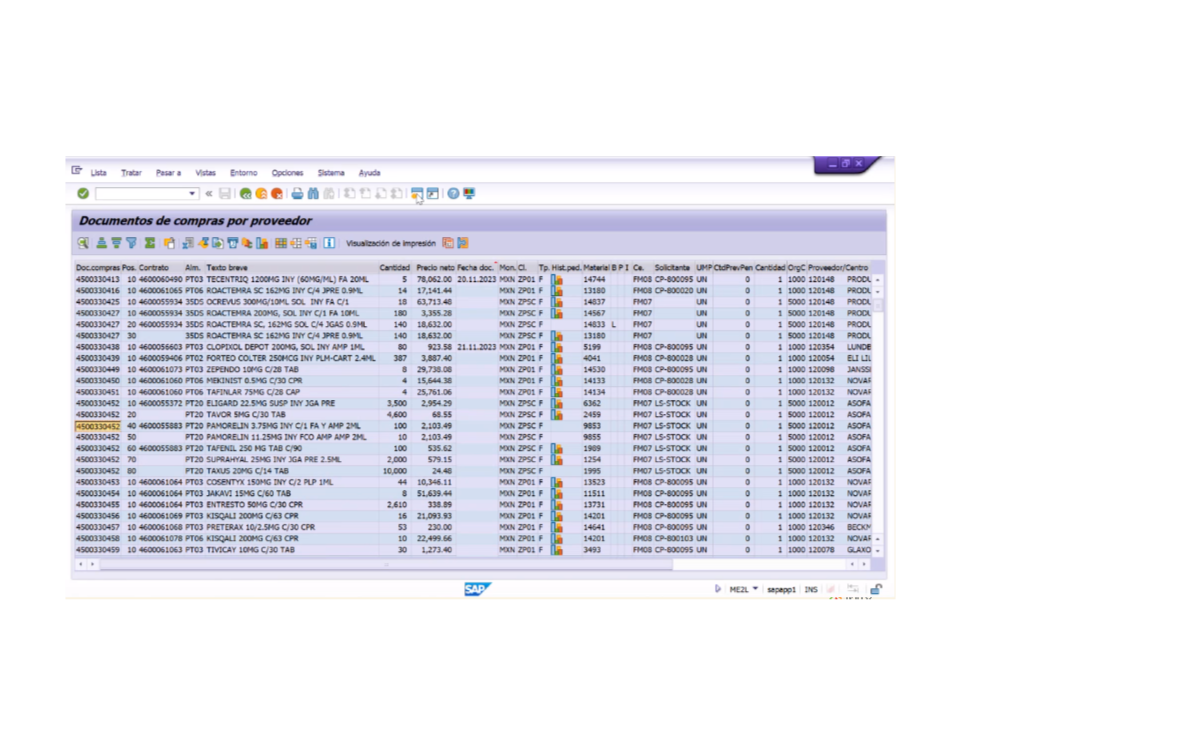 Lista Tratar Pasar a Vistas Entorno Opciones Sistema Ayuda
Documentos de compras por proveedor
Visualización de impresión
Doc.compras Pos. Contrato Alm. Texto breve Cantidad Precio neto Fecha doc. Mon. Cl. Tp. Hist.ped. Material B P I Ce. Solicitante UMP CtdPrevPen Cantidad OrgC Proveedor/Centro
4500330413 10 4600060490 PT03 TECENTRIQ 1200MG INY (60MG/ML) FA 20ML 5 78,062.00 20.11.2023 MXN ZP01 F 14744 FM08 CP-800095 UN 0 1 1000 120148 PRODU
4500330416 10 4600061065 PT06 ROACTEMRA SC 162MG INY C/4 JPRE 0.9ML 14 17,141.44 MXN ZP01 F 13180 FM08 CP-800020 UN 0 1 1000 120148 PRODU
4500330425 10 4600055934 35DS OCREVUS 300MG/10ML SOL INY FA C/1 18 63,713.48 MXN ZPSC F 14837 FM07 UN 0 1 5000 120148 PRODU
4500330427 10 4600055934 35DS ROACTEMRA 200MG, SOL INY C/1 FA 10ML 180 3,355.28 MXN ZPSC F 14567 FM07 UN 0 1 5000 120148 PRODU
4500330427 20 4600055934 35DS ROACTEMRA SC, 162MG SOL C/4 JGAS 0.9ML 140 18,632.00 MXN ZPSC F 14833 L FM07 UN 0 1 5000 120148 PRODU
4500330427 30 35DS ROACTEMRA SC 162MG INY C/4 JPRE 0.9ML 140 18,632.00 MXN ZPSC F 13180 FM07 UN 0 1 5000 120148 PRODU
4500330438 10 4600056603 PT03 CLOPIXOL DEPOT 200MG, SOL INY AMP 1ML 80 923.58 21.11.2023 MXN ZP01 F 5199 FM08 CP-800095 UN 0 1 1000 120354 LUNDE
4500330439 10 4600059406 PT02 FORTEO COLTER 250MCG INY PLM-CART 2.4ML 387 3,887.40 MXN ZP01 F 4041 FM08 CP-800028 UN 0 1 1000 120054 ELI LIL
4500330449 10 4600061073 PT03 ZEPENDO 10MG C/28 TAB 8 29,738.08 MXN ZP01 F 14530 FM08 CP-800095 UN 0 1 1000 120098 JANSSI
4500330450 10 4600061060 PT06 MEKINIST 0.5MG C/30 CPR 4 15,644.38 MXN ZP01 F 14133 FM08 CP-800028 UN 0 1 1000 120132 NOVAF
4500330451 10 4600061060 PT06 TAFINLAR 75MG C/28 CAP 4 25,761.06 MXN ZP01 F 14134 FM08 CP-800028 UN 0 1 1000 120132 NOVAF
4500330452 10 4600055372 PT20 ELIGARD 22.5MG SUSP INY JGA PRE 3,500 2,954.29 MXN ZPSC F 6362 FM07 LS-STOCK UN 0 1 5000 120012 ASOFA
4500330452 20 PT20 TAVOR 5MG C/30 TAB 4,600 68.55 MXN ZPSC F 2459 FM07 LS-STOCK UN 0 1 5000 120012 ASOFA
4500330452 40 4600055883 PT20 PAMORELIN 3.75MG INY C/1 FA Y AMP 2ML 100 2,103.49 MXN ZPSC F 9853 FM07 LS-STOCK UN 0 1 5000 120012 ASOFA
4500330452 50 PT20 PAMORELIN 11.25MG INY FCO AMP AMP 2ML 10 2,103.49 MXN ZPSC F 9855 FM07 LS-STOCK UN 0 1 5000 120012 ASOFA
4500330452 60 4600055883 PT20 TAFENIL 250 MG TAB C/90 100 535.62 MXN ZPSC F 1989 FM07 LS-STOCK UN 0 1 5000 120012 ASOFA
4500330452 70 PT20 SUPRAHYAL 25MG INY JGA PRE 2.5ML 2,000 579.15 MXN ZPSC F 1254 FM07 LS-STOCK UN 0 1 5000 120012 ASOFA
4500330452 80 PT20 TAXUS 20MG C/14 TAB 10,000 24.48 MXN ZPSC F 1995 FM07 LS-STOCK UN 0 1 5000 120012 ASOFA
4500330453 10 4600061064 PT03 COSENTYX 150MG INY C/2 PLP 1ML 44 10,346.11 MXN ZP01 F 13523 FM08 CP-800095 UN 0 1 1000 120132 NOVAF
4500330454 10 4600061064 PT03 JAKAVI 15MG C/60 TAB 8 51,639.44 MXN ZP01 F 11511 FM08 CP-800095 UN 0 1 1000 120132 NOVAF
4500330455 10 4600061064 PT03 ENTRESTO 50MG C/30 CPR 2,610 338.89 MXN ZP01 F 13731 FM08 CP-800095 UN 0 1 1000 120132 NOVAF
4500330456 10 4600061069 PT03 KISQALI 200MG C/63 CPR 16 21,093.93 MXN ZP01 F 14201 FM08 CP-800095 UN 0 1 1000 120132 NOVAF
4500330457 10 4600061068 PT03 PRETERAX 10/2.5MG C/30 CPR 53 230.00 MXN ZP01 F 14641 FM08 CP-800095 UN 0 1 1000 120346 BECKM
4500330458 10 4600061078 PT06 KISQALI 200MG C/63 CPR 10 22,499.66 MXN ZP01 F 14201 FM08 CP-800103 UN 0 1 1000 120132 NOVAF
4500330459 10 4600061063 PT03 TIVICAY 10MG C/30 TAB 30 1,273.40 MXN ZP01 F 3493 FM08 CP-800095 UN 0 1 1000 120078 GLAXO
SAP ME2L sapapp1 INS